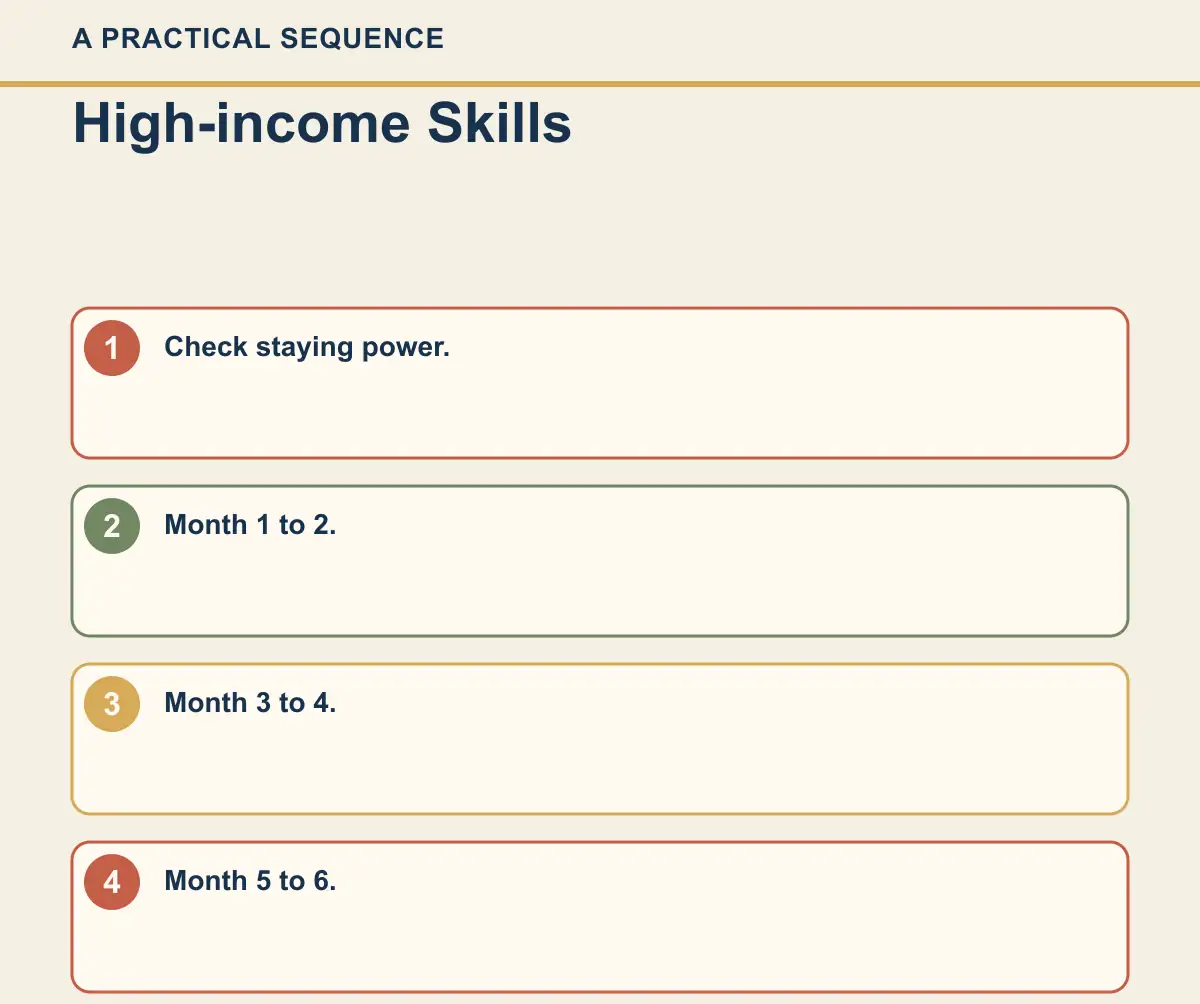 A PRACTICAL SEQUENCE
High-income Skills
1 Check staying power.
2 Month 1 to 2.
3 Month 3 to 4.
4 Month 5 to 6.